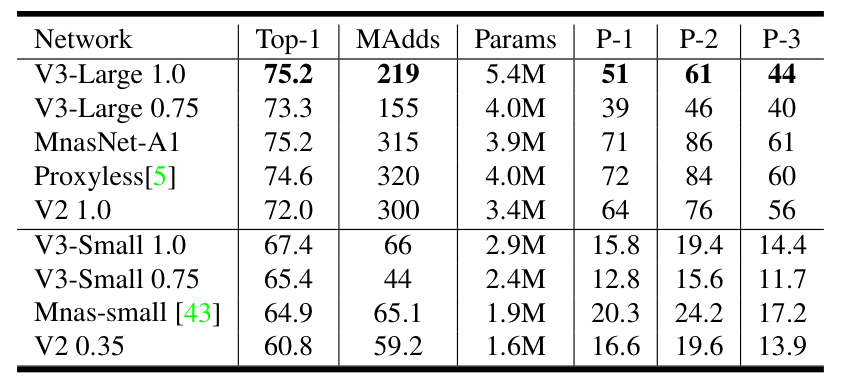 Network Top-1 MAdds Params P-1 P-2 P-3
V3-Large 1.0 75.2 219 5.4M 51 61 44
V3-Large 0.75 73.3 155 4.0M 39 46 40
MnasNet-A1 75.2 315 3.9M 71 86 61
Proxyless[5] 74.6 320 4.0M 72 84 60
V2 1.0 72.0 300 3.4M 64 76 56
V3-Small 1.0 67.4 66 2.9M 15.8 19.4 14.4
V3-Small 0.75 65.4 44 2.4M 12.8 15.6 11.7
Mnas-small [43] 64.9 65.1 1.9M 20.3 24.2 17.2
V2 0.35 60.8 59.2 1.6M 16.6 19.6 13.9